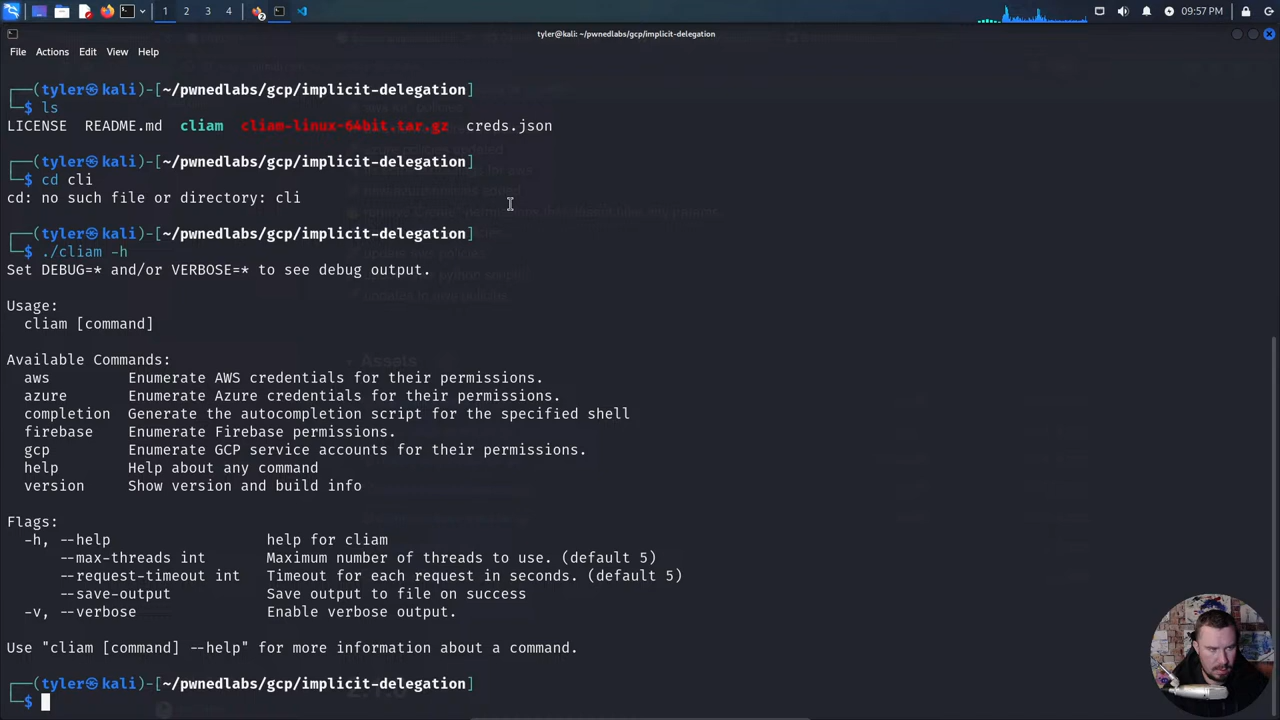 1 2 3 4 09:57 PM
tyler@kali: ~/pwnedlabs/gcp/implicit-delegation
File Actions Edit View Help
┌──(tyler㉿kali)-[~/pwnedlabs/gcp/implicit-delegation]
└─$ ls
LICENSE README.md cliam cliam-linux-64bit.tar.gz creds.json
┌──(tyler㉿kali)-[~/pwnedlabs/gcp/implicit-delegation]
└─$ cd cli
cd: no such file or directory: cli
┌──(tyler㉿kali)-[~/pwnedlabs/gcp/implicit-delegation]
└─$ ./cliam -h
Set DEBUG=* and/or VERBOSE=* to see debug output.
Usage:
cliam [command]
Available Commands:
aws Enumerate AWS credentials for their permissions.
azure Enumerate Azure credentials for their permissions.
completion Generate the autocompletion script for the specified shell
firebase Enumerate Firebase permissions.
gcp Enumerate GCP service accounts for their permissions.
help Help about any command
version Show version and build info
Flags:
-h, --help help for cliam
--max-threads int Maximum number of threads to use. (default 5)
--request-timeout int Timeout for each request in seconds. (default 5)
--save-output Save output to file on success
-v, --verbose Enable verbose output.
Use "cliam [command] --help" for more information about a command.
┌──(tyler㉿kali)-[~/pwnedlabs/gcp/implicit-delegation]
└─$